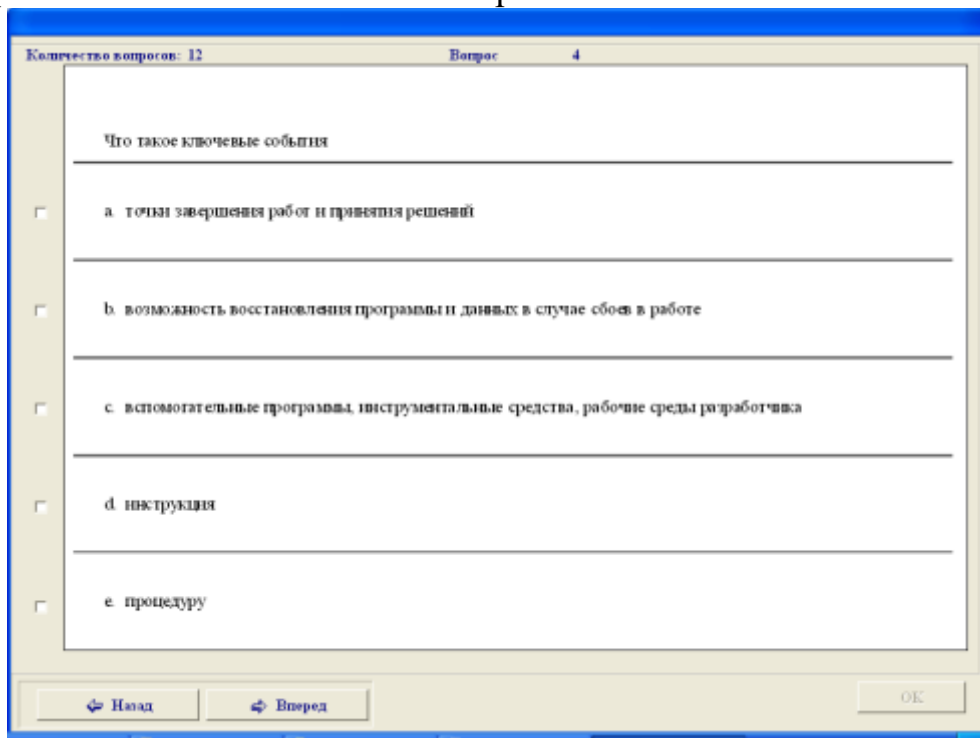 Количество вопросов: 12 Вопрос 4
Что такое ключевые события
a. точки завершения работ и принятия решений
b. возможность восстановления программы и данных в случае сбоев в работе
c. вспомогательные программы, инструментальные средства, рабочие среды разработчика
d. инструкция
e. процедуру
Назад Вперед OK